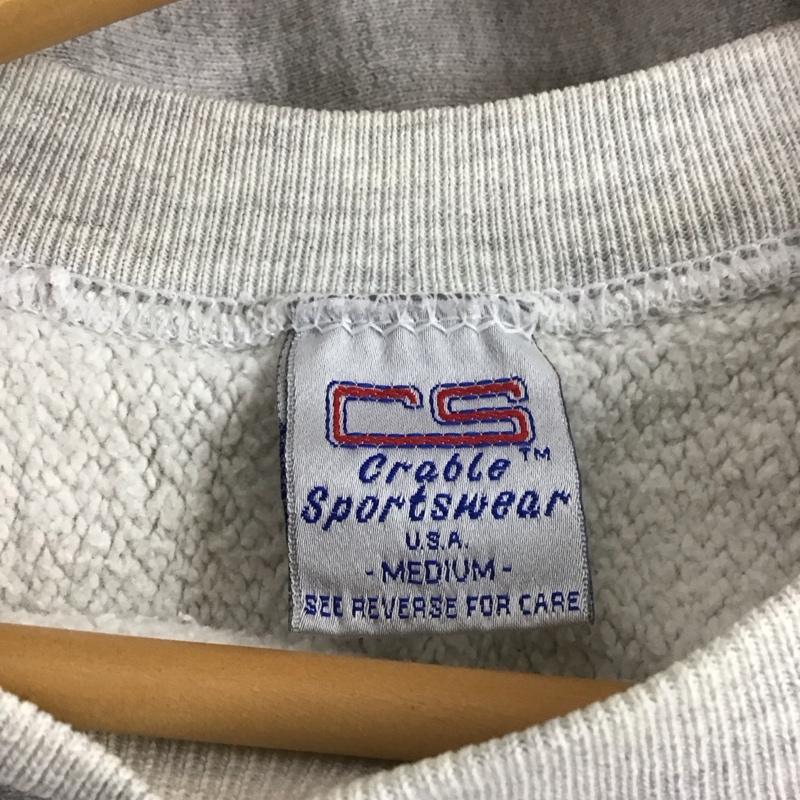 CS
Crable™
Sportswear
U.S.A.
-MEDIUM-
SEE REVERSE FOR CARE